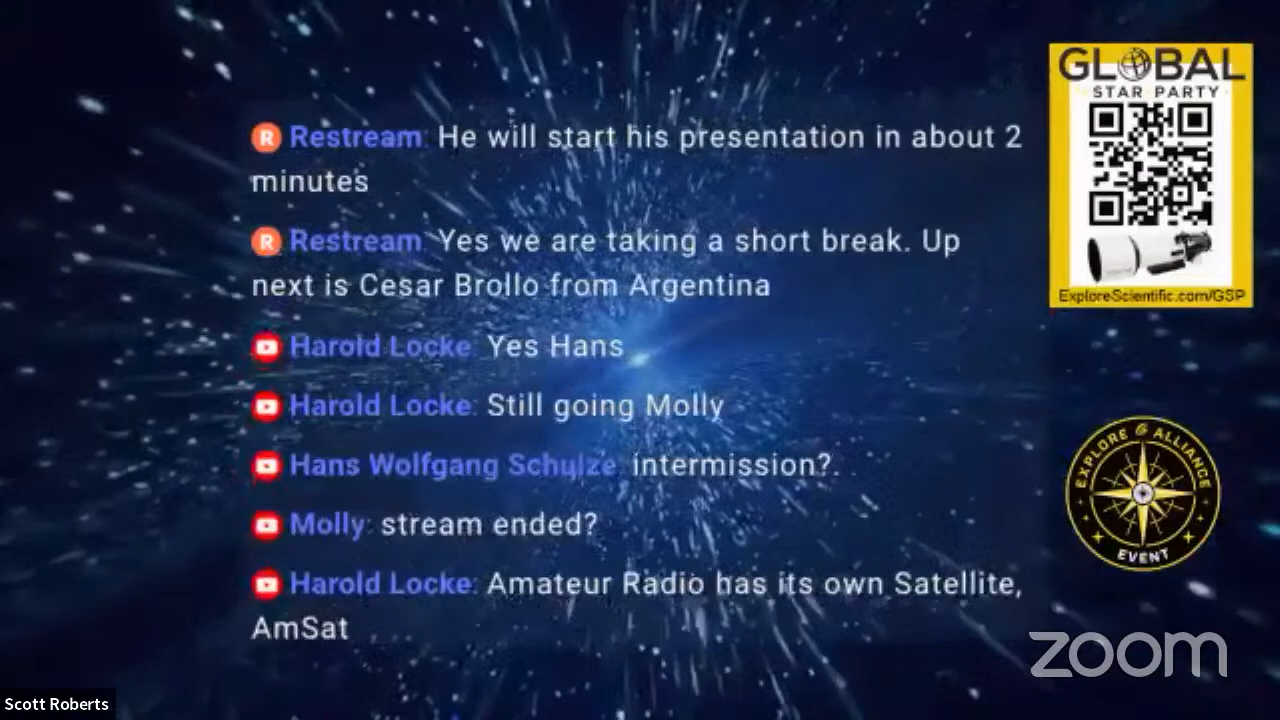 Restream: He will start his presentation in about 2
minutes
Restream: Yes we are taking a short break. Up
next is Cesar Brollo from Argentina
Harold Locke: Yes Hans
Harold Locke: Still going Molly
Hans Wolfgang Schulze: intermission?.
Molly: stream ended?
Harold Locke: Amateur Radio has its own Satellite,
AmSat
GLOBAL
STAR PARTY
ExploreScientific.com/GSP
EXPLORE ALLIANCE
EVENT
zoom
Scott Roberts